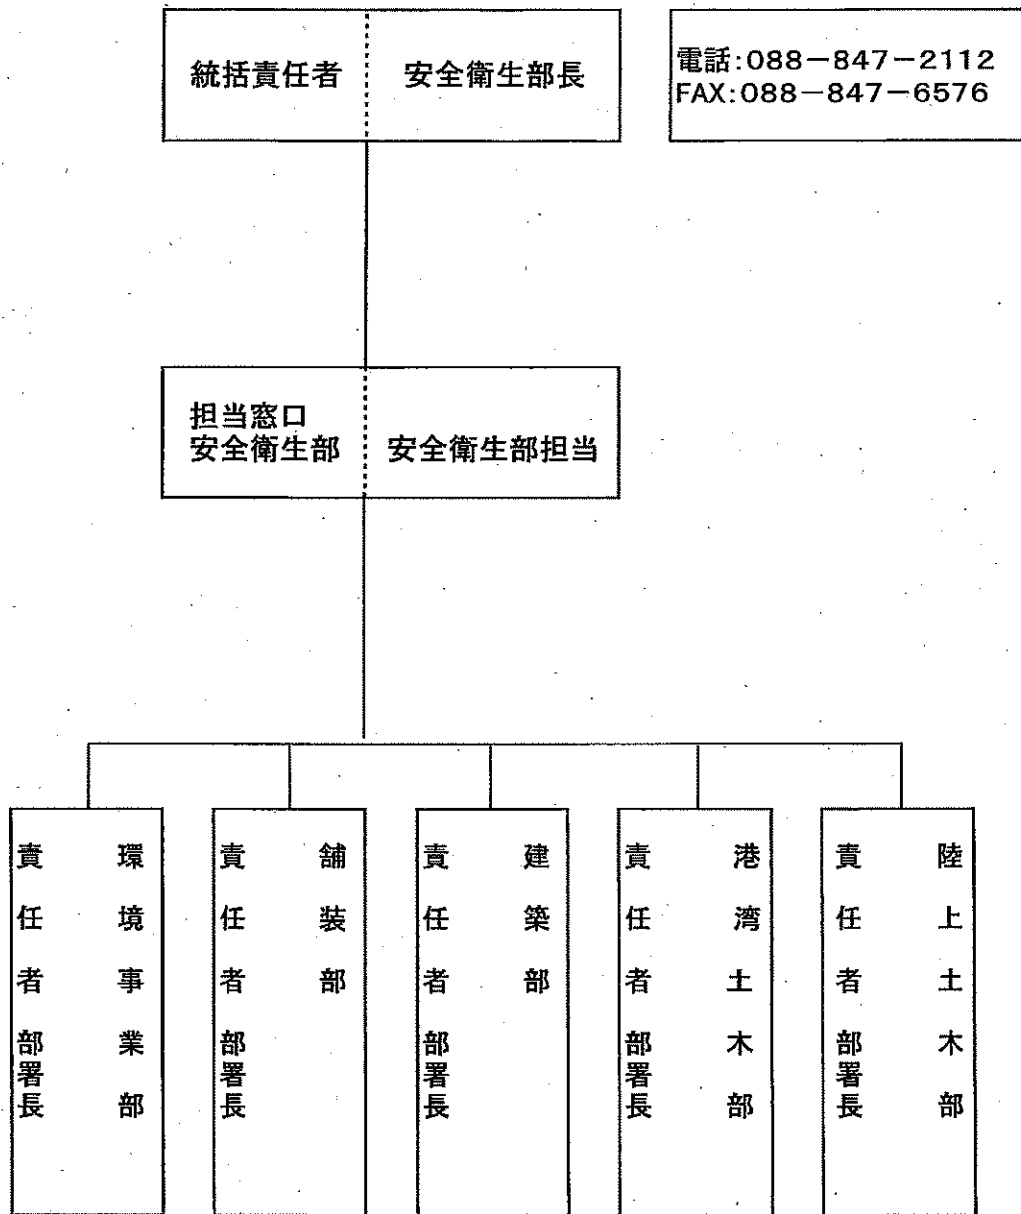 統括責任者 安全衛生部長
電話:088-847-2112
FAX:088-847-6576
担当窓口
安全衛生部 安全衛生部担当
陸上土木部
責任者 部署長
港湾土木部
責任者 部署長
建築部
責任者 部署長
舗装部
責任者 部署長
環境事業部
責任者 部署長